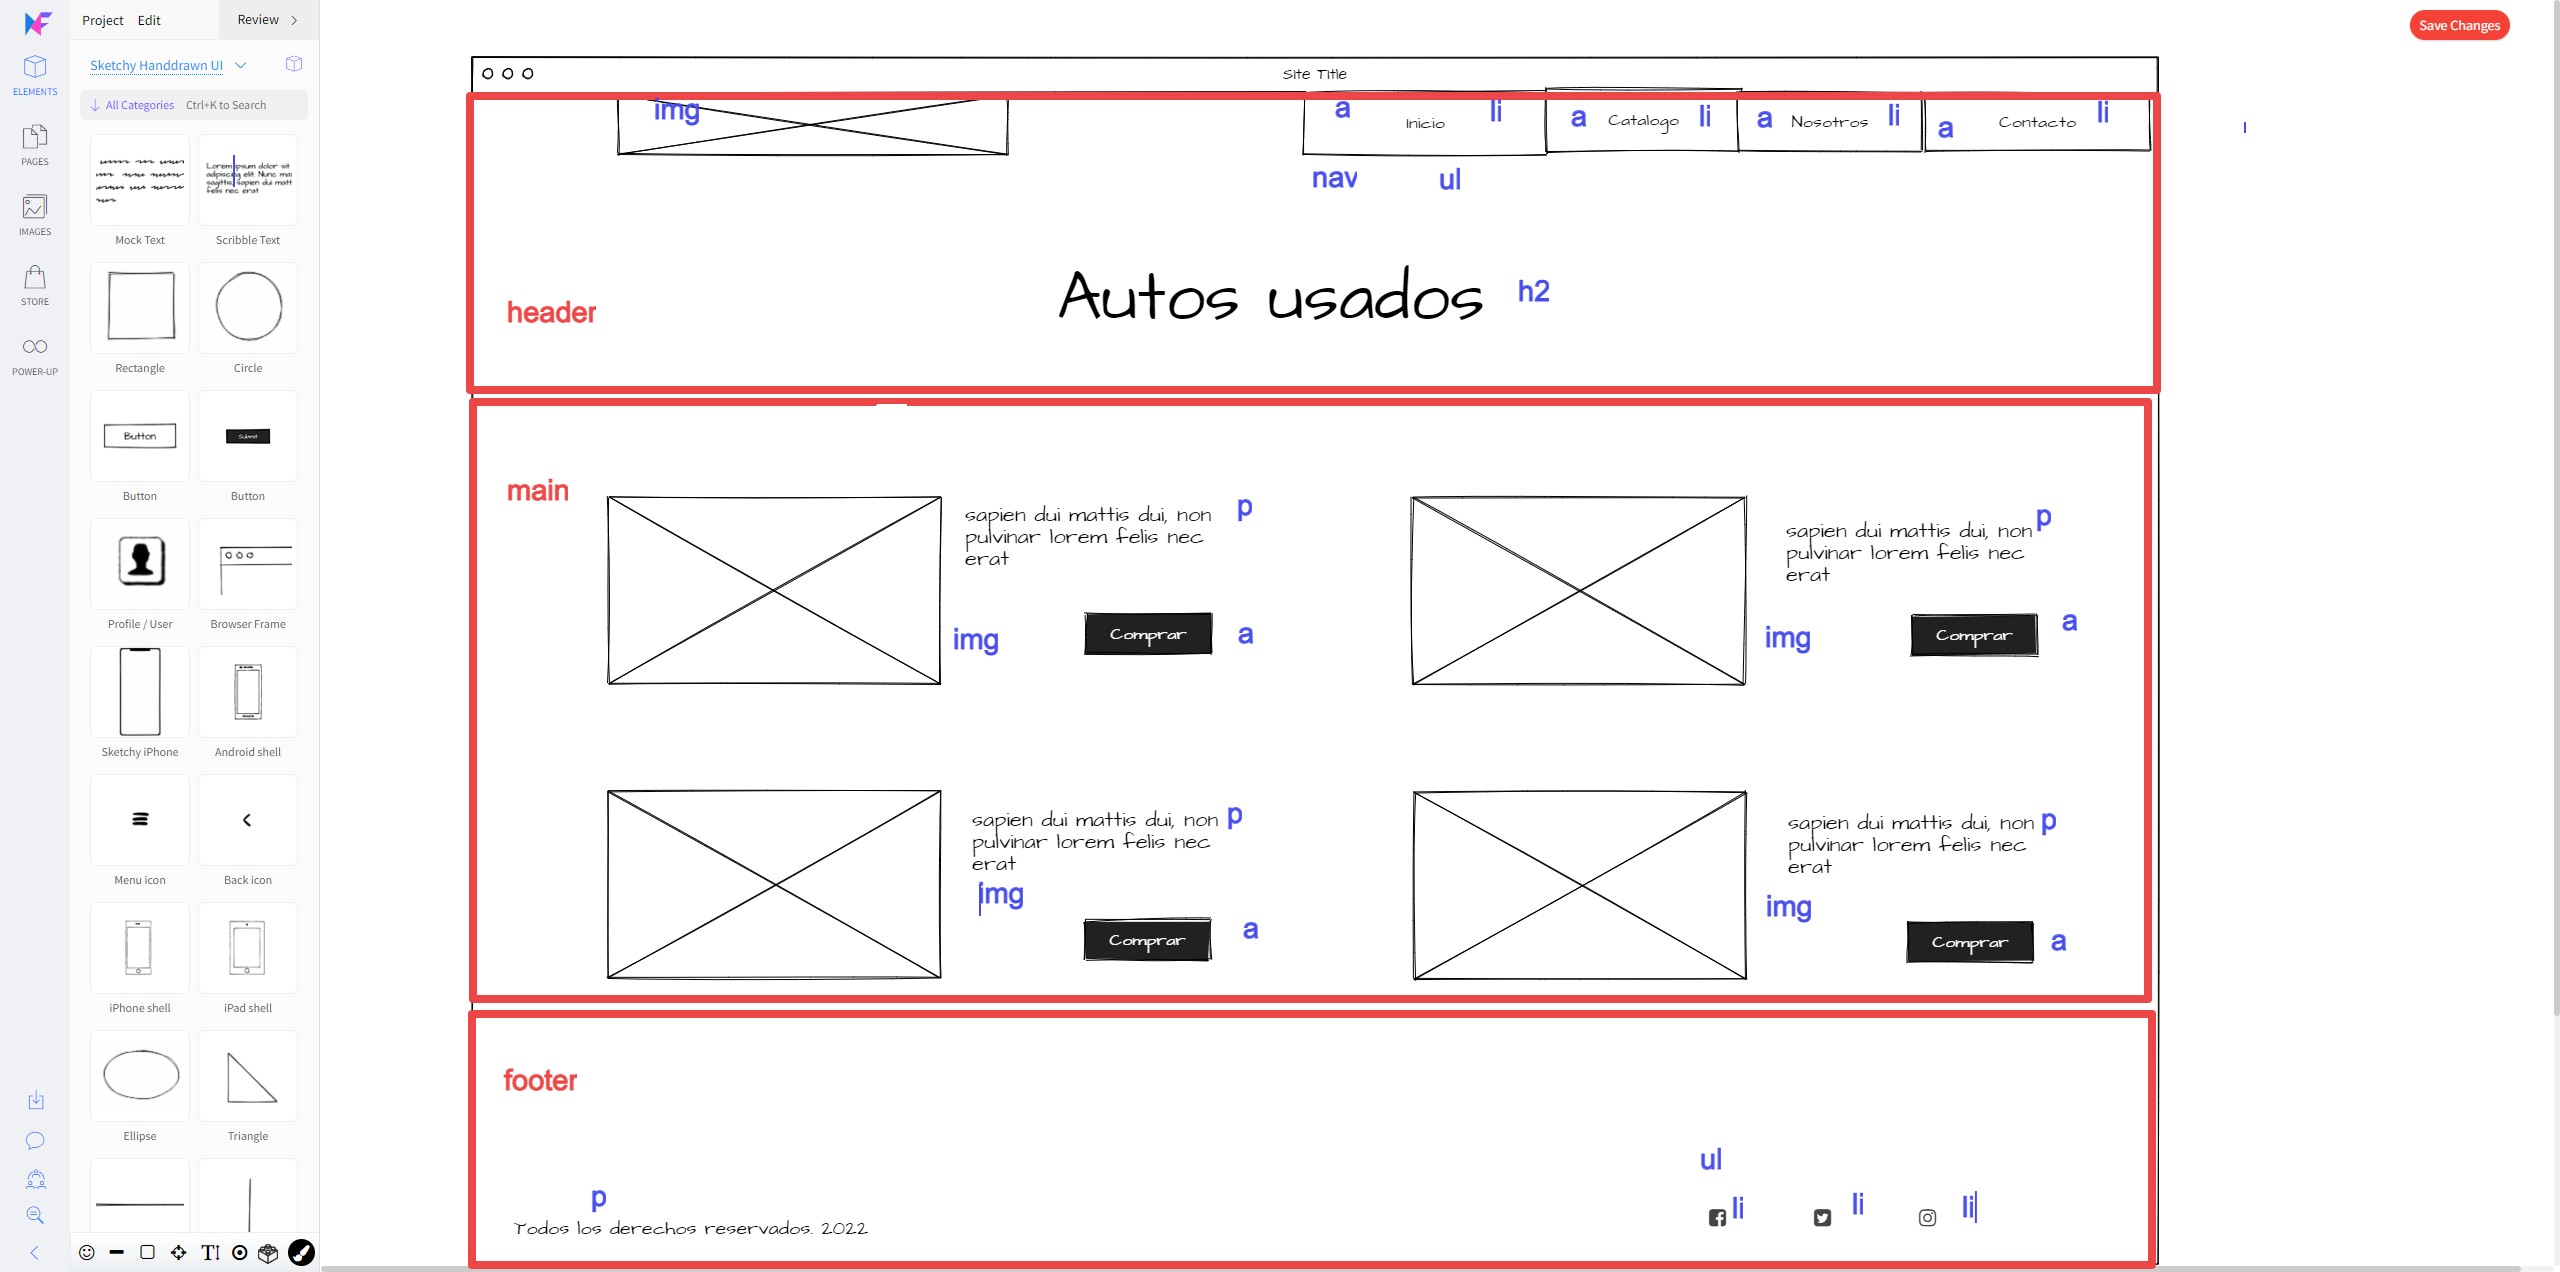 Project Edit Review
Save Changes
Sketchy Handdrawn UI
ELEMENTS
All Categories Ctrl+K to Search
PAGES
IMAGES
STORE
POWER-UP
Lorem ipsum dolor sit
adipiscing elit. Nunc mas
sagittis, sapien dui matt
felis nec erat
Mock Text
Scribble Text
Rectangle
Circle
Button
Submit
Button
Button
Profile / User
Browser Frame
Sketchy iPhone
Android shell
Menu icon
Back icon
iPhone shell
iPad shell
Ellipse
Triangle
T
Site Title
img
a Inicio li
a Catalogo li
a Nosotros li
a Contacto li
nav ul
header
Autos usados h2
main
sapien dui mattis dui, non p
pulvinar lorem felis nec
erat
img
Comprar a
sapien dui mattis dui, non p
pulvinar lorem felis nec
erat
img
Comprar a
sapien dui mattis dui, non p
pulvinar lorem felis nec
erat
img
Comprar a
sapien dui mattis dui, non p
pulvinar lorem felis nec
erat
img
Comprar a
footer
ul
p
li li li
Todos los derechos reservados. 2022